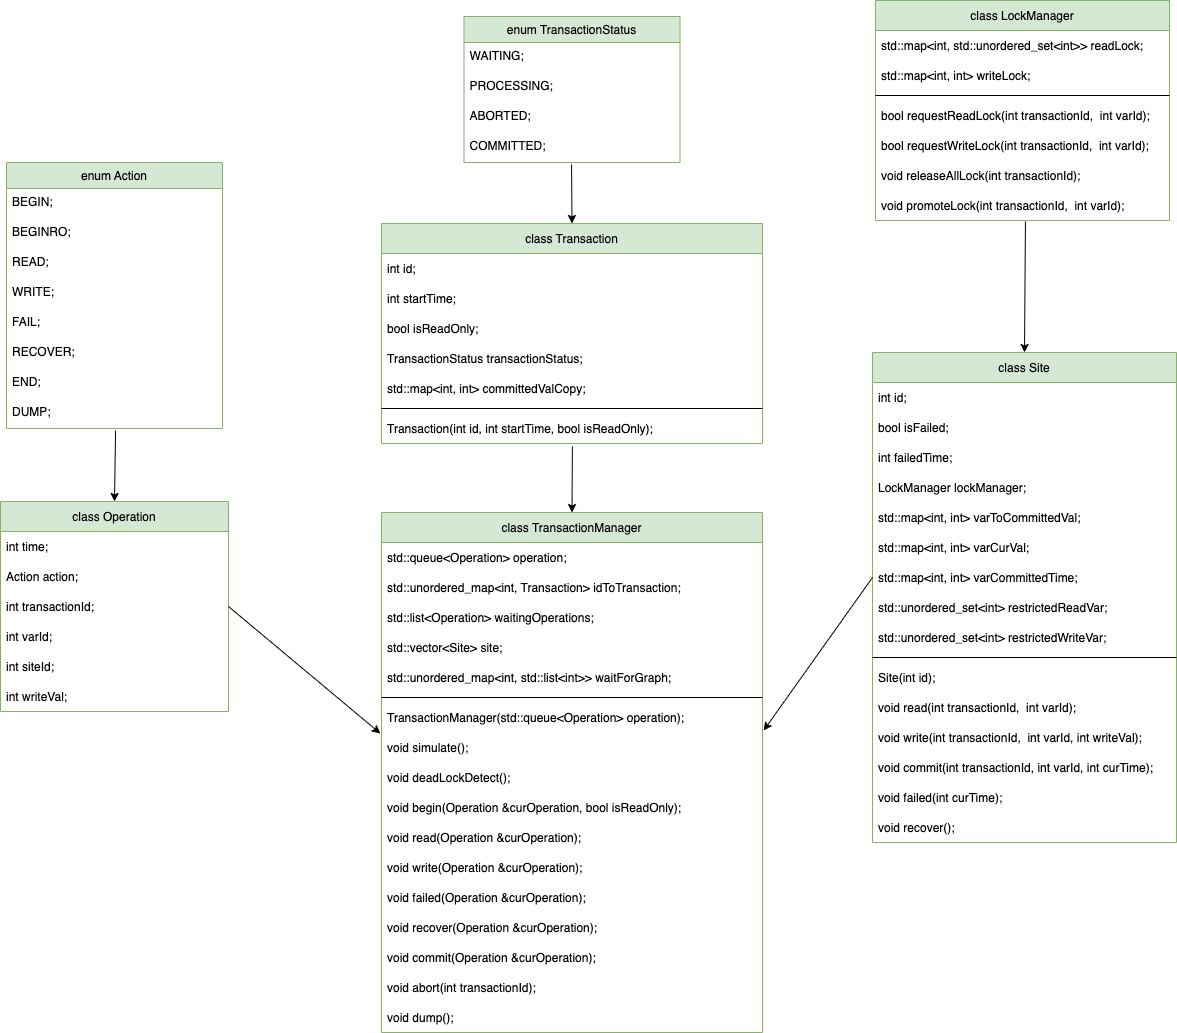 enum Action
BEGIN;
BEGINRO;
READ;
WRITE;
FAIL;
RECOVER;
END;
DUMP;
class Operation
int time;
Action action;
int transactionId;
int varId;
int siteId;
int writeVal;
enum TransactionStatus
WAITING;
PROCESSING;
ABORTED;
COMMITTED;
class Transaction
int id;
int startTime;
bool isReadOnly;
TransactionStatus transactionStatus;
std::map<int, int> committedValCopy;
Transaction(int id, int startTime, bool isReadOnly);
class TransactionManager
std::queue<Operation> operation;
std::unordered_map<int, Transaction> idToTransaction;
std::list<Operation> waitingOperations;
std::vector<Site> site;
std::unordered_map<int, std::list<int>> waitForGraph;
TransactionManager(std::queue<Operation> operation);
void simulate();
void deadLockDetect();
void begin(Operation &curOperation, bool isReadOnly);
void read(Operation &curOperation);
void write(Operation &curOperation);
void failed(Operation &curOperation);
void recover(Operation &curOperation);
void commit(Operation &curOperation);
void abort(int transactionId);
void dump();
class LockManager
std::map<int, std::unordered_set<int>> readLock;
std::map<int, int> writeLock;
bool requestReadLock(int transactionId,  int varId);
bool requestWriteLock(int transactionId,  int varId);
void releaseAllLock(int transactionId);
void promoteLock(int transactionId,  int varId);
class Site
int id;
bool isFailed;
int failedTime;
LockManager lockManager;
std::map<int, int> varToCommittedVal;
std::map<int, int> varCurVal;
std::map<int, int> varCommittedTime;
std::unordered_set<int> restrictedReadVar;
std::unordered_set<int> restrictedWriteVar;
Site(int id);
void read(int transactionId,  int varId);
void write(int transactionId,  int varId, int writeVal);
void commit(int transactionId, int varId, int curTime);
void failed(int curTime);
void recover();